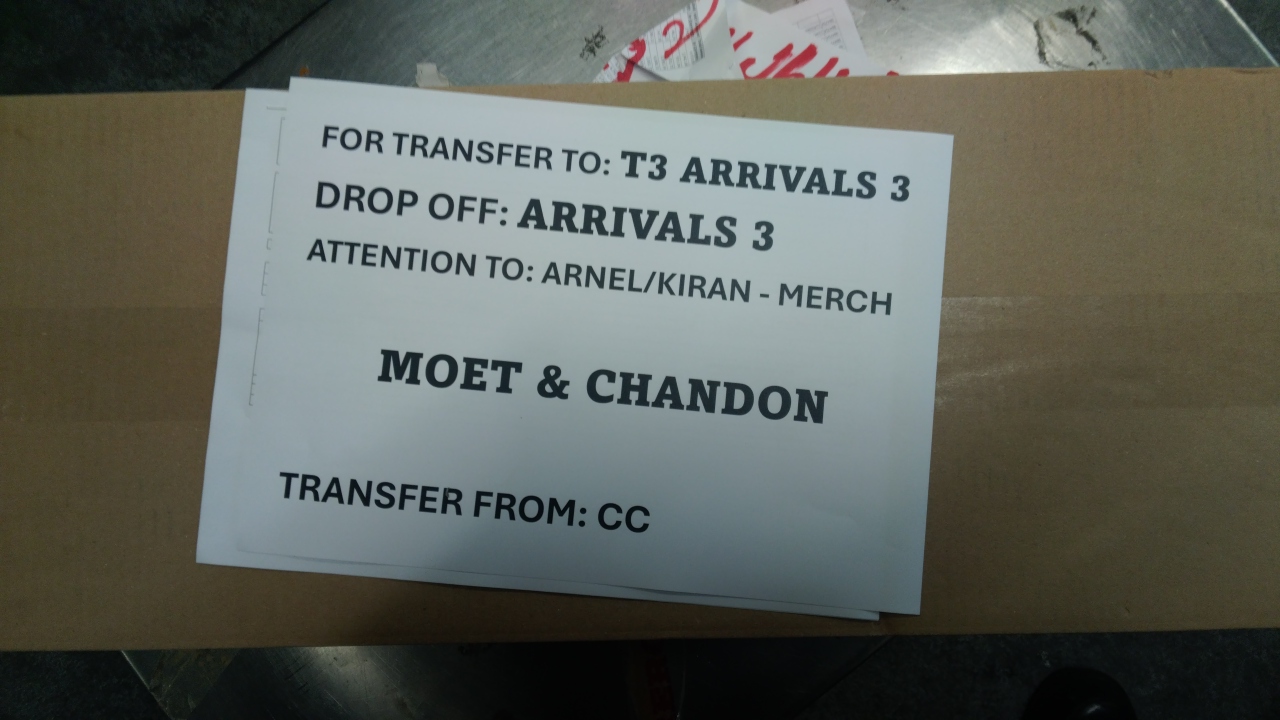 FOR TRANSFER TO: T3 ARRIVALS 3
DROP OFF: ARRIVALS 3
ATTENTION TO: ARNEL/KIRAN - MERCH
MOET & CHANDON
TRANSFER FROM: CC